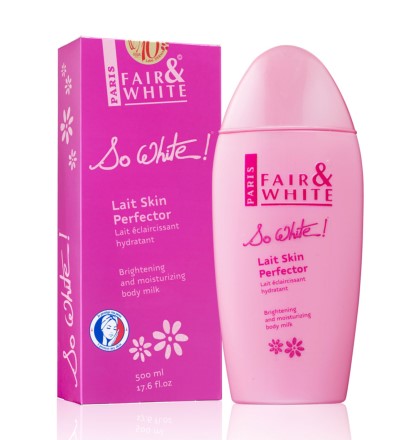 10
PARIS
FAIR&
WHITE
So White!
Lait Skin
Perfector
Lait éclaircissant
hydratant
Brightening
and moisturizing
body milk
500 ml
17.6 fl.oz
So White!
PARIS
FAIR&
WHITE
So White!
Lait Skin
Perfector
Lait éclaircissant
hydratant
Brightening
and moisturizing
body milk